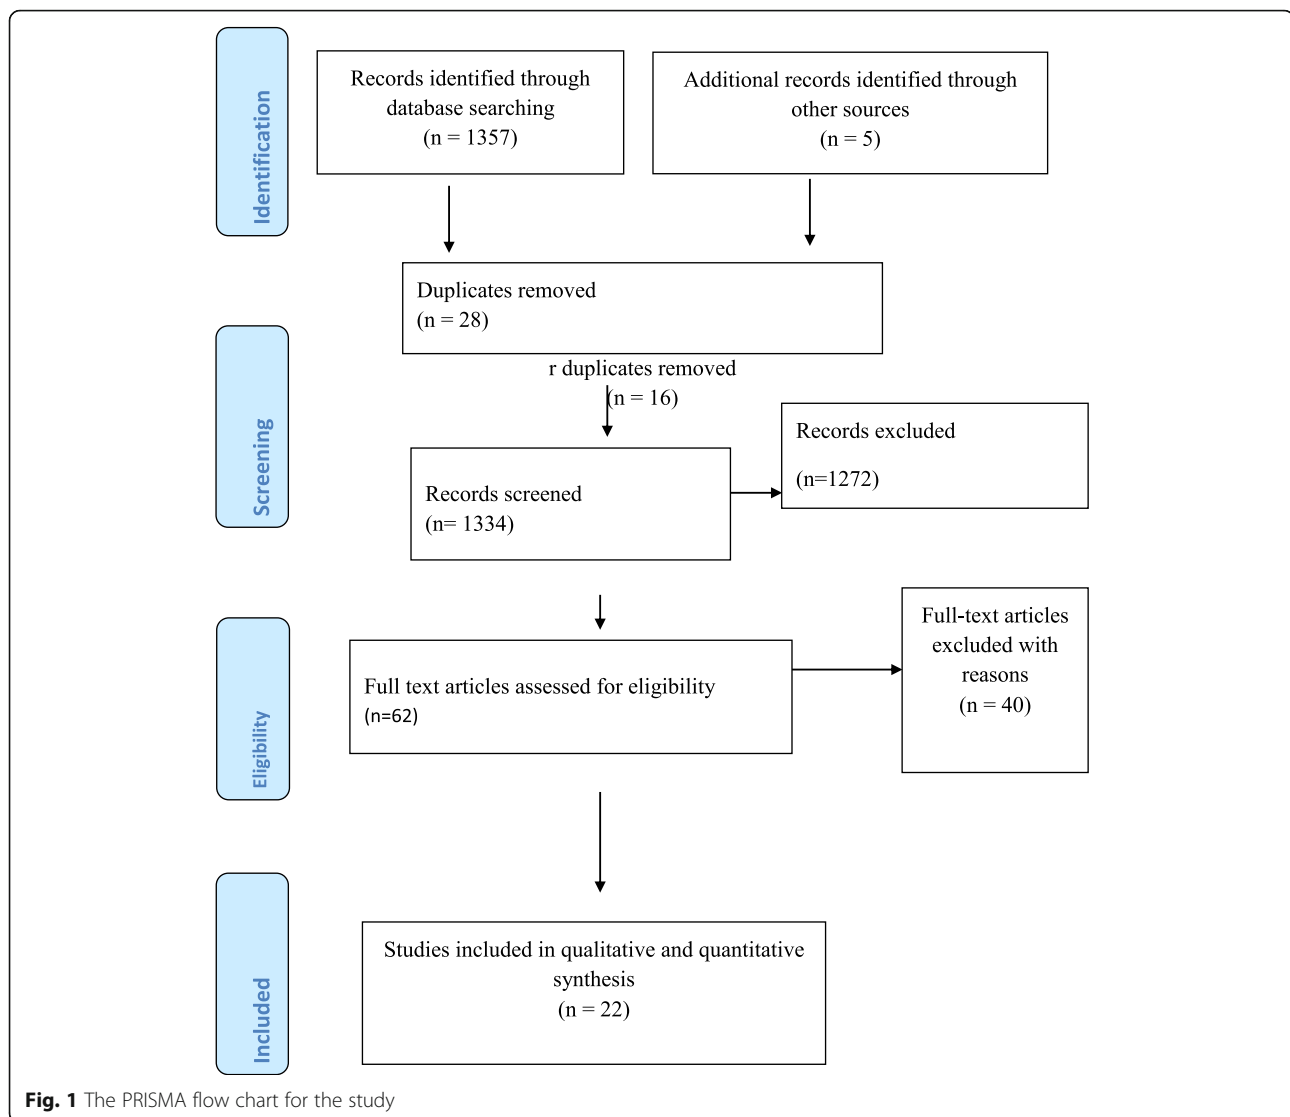 Identification
Records identified through
database searching
(n = 1357)
Additional records identified through
other sources
(n = 5)
Duplicates removed
(n = 28)
r duplicates removed
(n = 16)
Screening
Records screened
(n= 1334)
Records excluded
(n=1272)
Eligibility
Full text articles assessed for eligibility
(n=62)
Full-text articles
excluded with
reasons
(n = 40)
Included
Studies included in qualitative and quantitative
synthesis
(n = 22)
Fig. 1 The PRISMA flow chart for the study